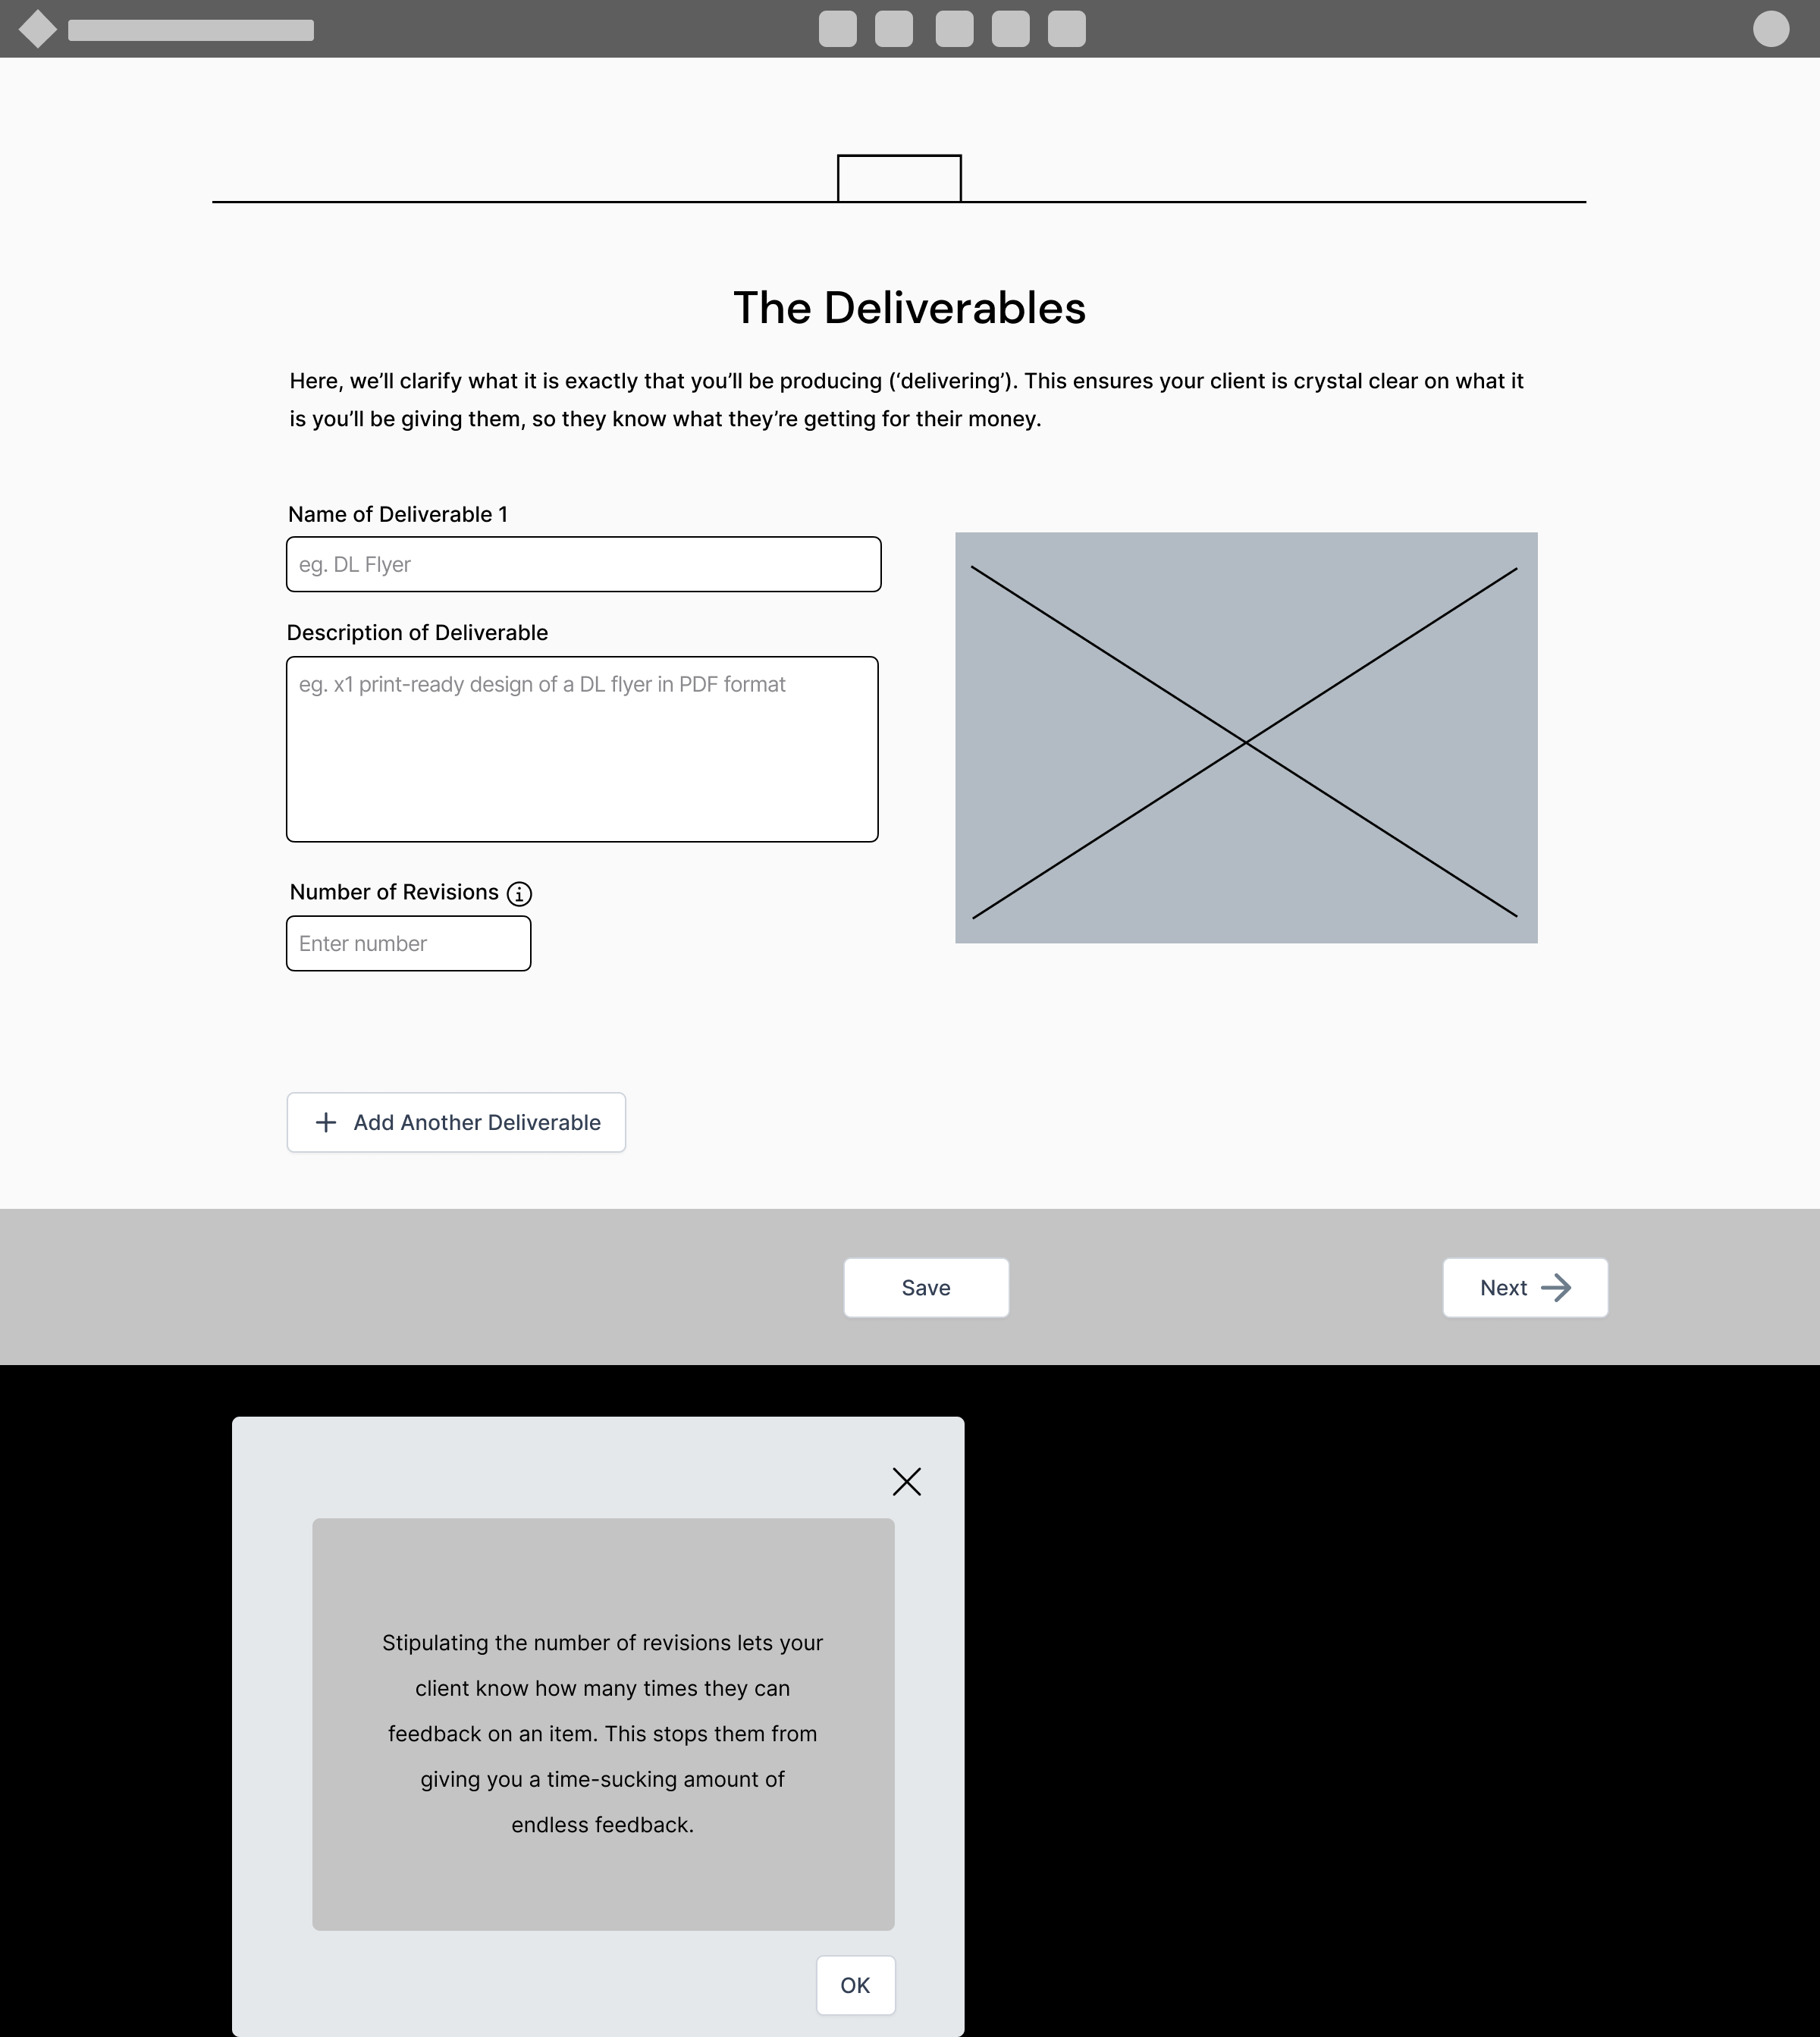 The Deliverables
Here, we’ll clarify what it is exactly that you’ll be producing (‘delivering’). This ensures your client is crystal clear on what it
is you’ll be giving them, so they know what they’re getting for their money.
Name of Deliverable 1
eg. DL Flyer
Description of Deliverable
eg. x1 print-ready design of a DL flyer in PDF format
Number of Revisions
Enter number
Add Another Deliverable
Save
Next
Stipulating the number of revisions lets your
client know how many times they can
feedback on an item. This stops them from
giving you a time-sucking amount of
endless feedback.
OK